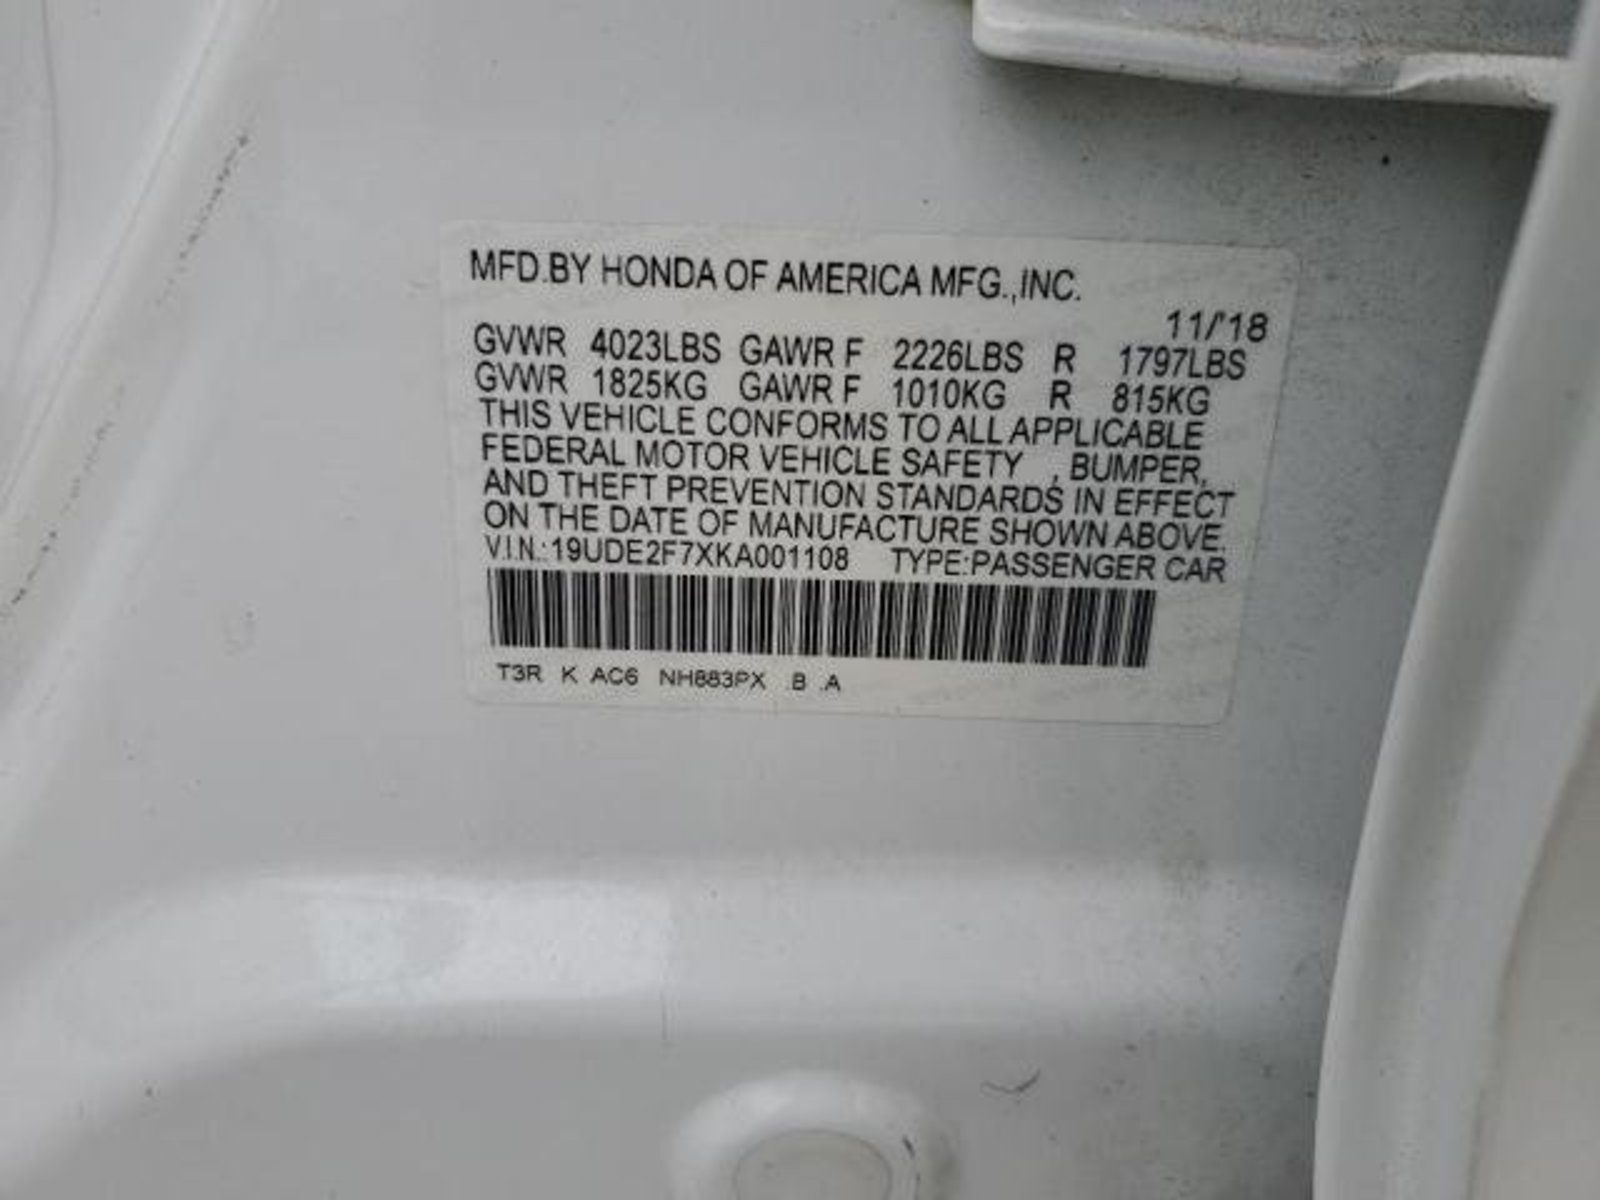 MFD.BY HONDA OF AMERICA MFG.,INC.
11/'18
GVWR 4023LBS GAWR F 2226LBS R 1797LBS
GVWR 1825KG GAWR F 1010KG R 815KG
THIS VEHICLE CONFORMS TO ALL APPLICABLE
FEDERAL MOTOR VEHICLE SAFETY , BUMPER,
AND THEFT PREVENTION STANDARDS IN EFFECT
ON THE DATE OF MANUFACTURE SHOWN ABOVE.
V.I.N.:19UDE2F7XKA001108 TYPE:PASSENGER CAR
T3R K AC6 NH883PX .B .A